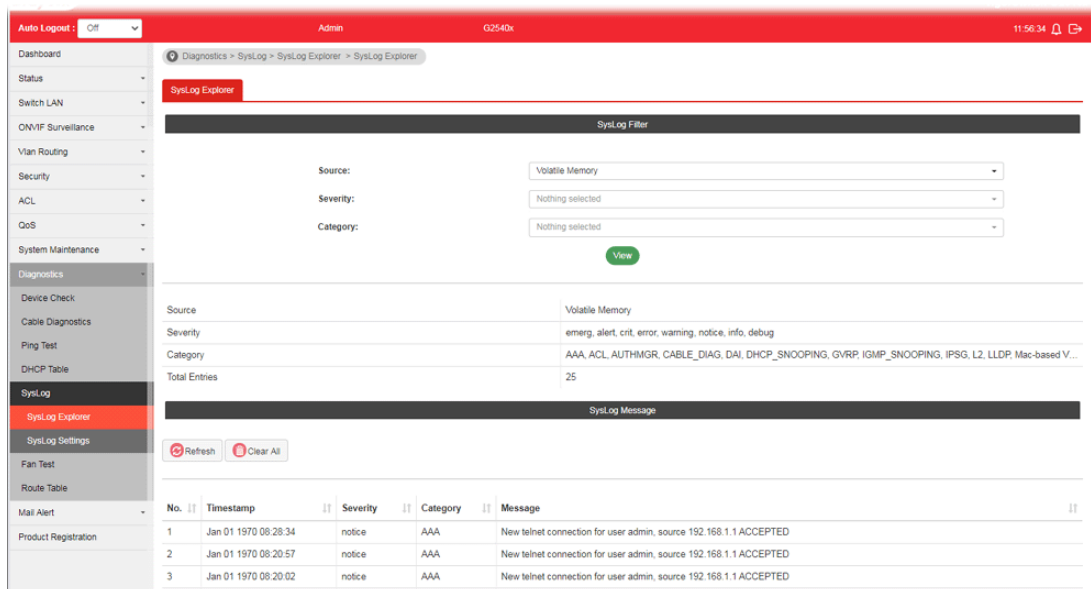 Auto Logout : Off Admin G2540x 11:56:34
Dashboard
Status
Switch LAN
ONVIF Surveillance
Vlan Routing
Security
ACL
QoS
System Maintenance
Diagnostics
Device Check
Cable Diagnostics
Ping Test
DHCP Table
SysLog
SysLog Explorer
SysLog Settings
Fan Test
Route Table
Mail Alert
Product Registration
Diagnostics > SysLog > SysLog Explorer > SysLog Explorer
SysLog Explorer
SysLog Filter
Source: Volatile Memory
Severity: Nothing selected
Category: Nothing selected
View
Source Volatile Memory
Severity emerg, alert, crit, error, warning, notice, info, debug
Category AAA, ACL, AUTHMGR, CABLE_DIAG, DAI, DHCP_SNOOPING, GVRP, IGMP_SNOOPING, IPSG, L2, LLDP, Mac-based V...
Total Entries 25
SysLog Message
Refresh Clear All
No. Timestamp Severity Category Message
1 Jan 01 1970 08:28:34 notice AAA New telnet connection for user admin, source 192.168.1.1 ACCEPTED
2 Jan 01 1970 08:20:57 notice AAA New telnet connection for user admin, source 192.168.1.1 ACCEPTED
3 Jan 01 1970 08:20:02 notice AAA New telnet connection for user admin, source 192.168.1.1 ACCEPTED